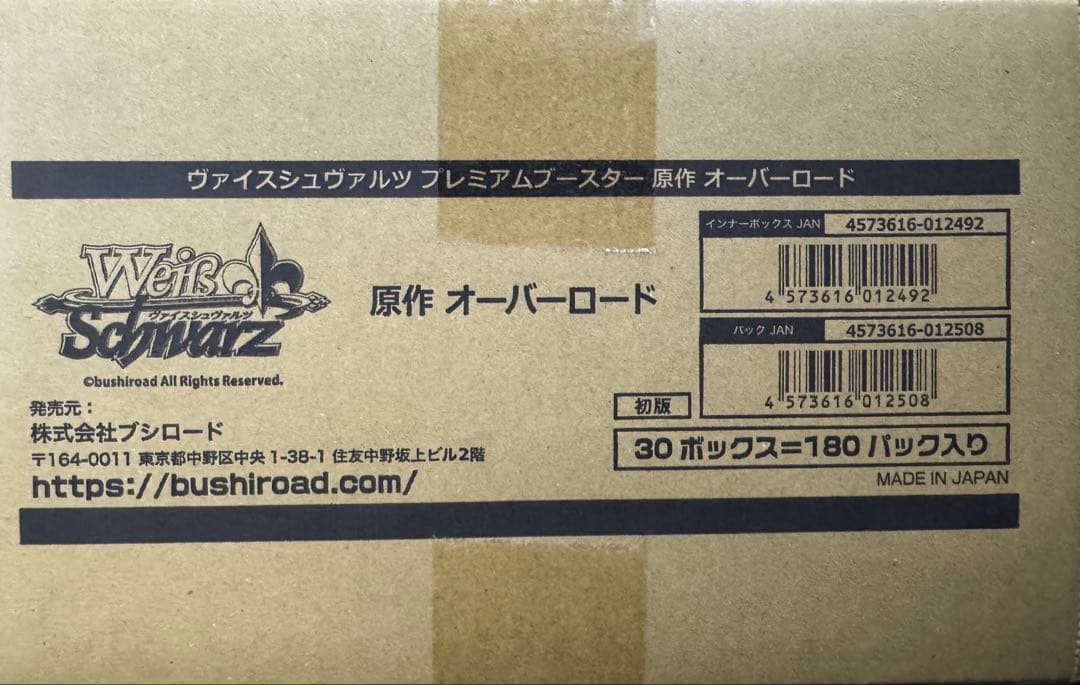 ヴァイスシュヴァルツ プレミアムブースター 原作 オーバーロード
Weiß
ヴァイスシュヴァルツ
Schwarz
©bushiroad All Rights Reserved.
原作 オーバーロード
インナーボックス JAN 4573616-012492
4 573616 012492
パック JAN 4573616-012508
4 573616 012508
初版
30 ボックス=180 パック入り
MADE IN JAPAN
発売元:
株式会社ブシロード
〒164-0011 東京都中野区中央 1-38-1 住友中野坂上ビル2階
https://bushiroad.com/